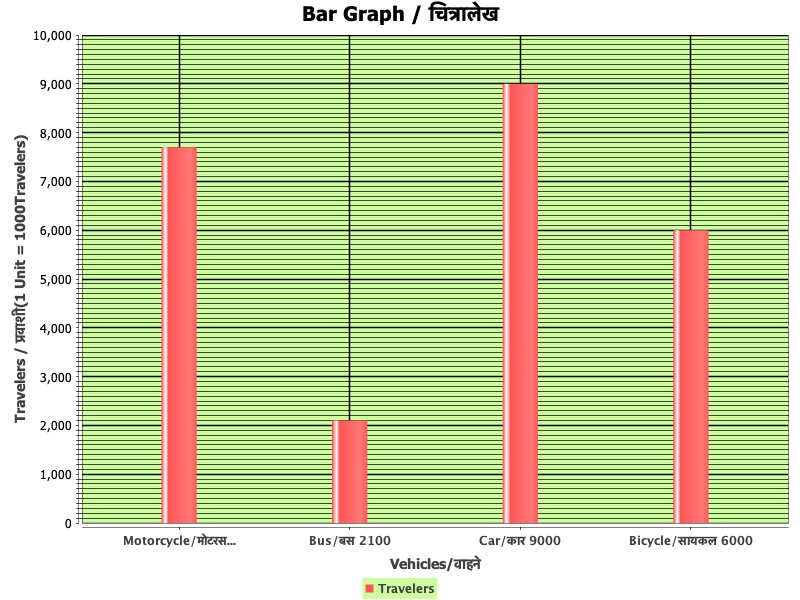 Bar Graph / चित्रालेख
Travelers / प्रवाशी(1 Unit = 1000Travelers)
10,000
9,000
8,000
7,000
6,000
5,000
4,000
3,000
2,000
1,000
0
Motorcycle/मोटरस... Bus/बस 2100 Car/कार 9000 Bicycle/सायकल 6000
Vehicles/वाहने
Travelers